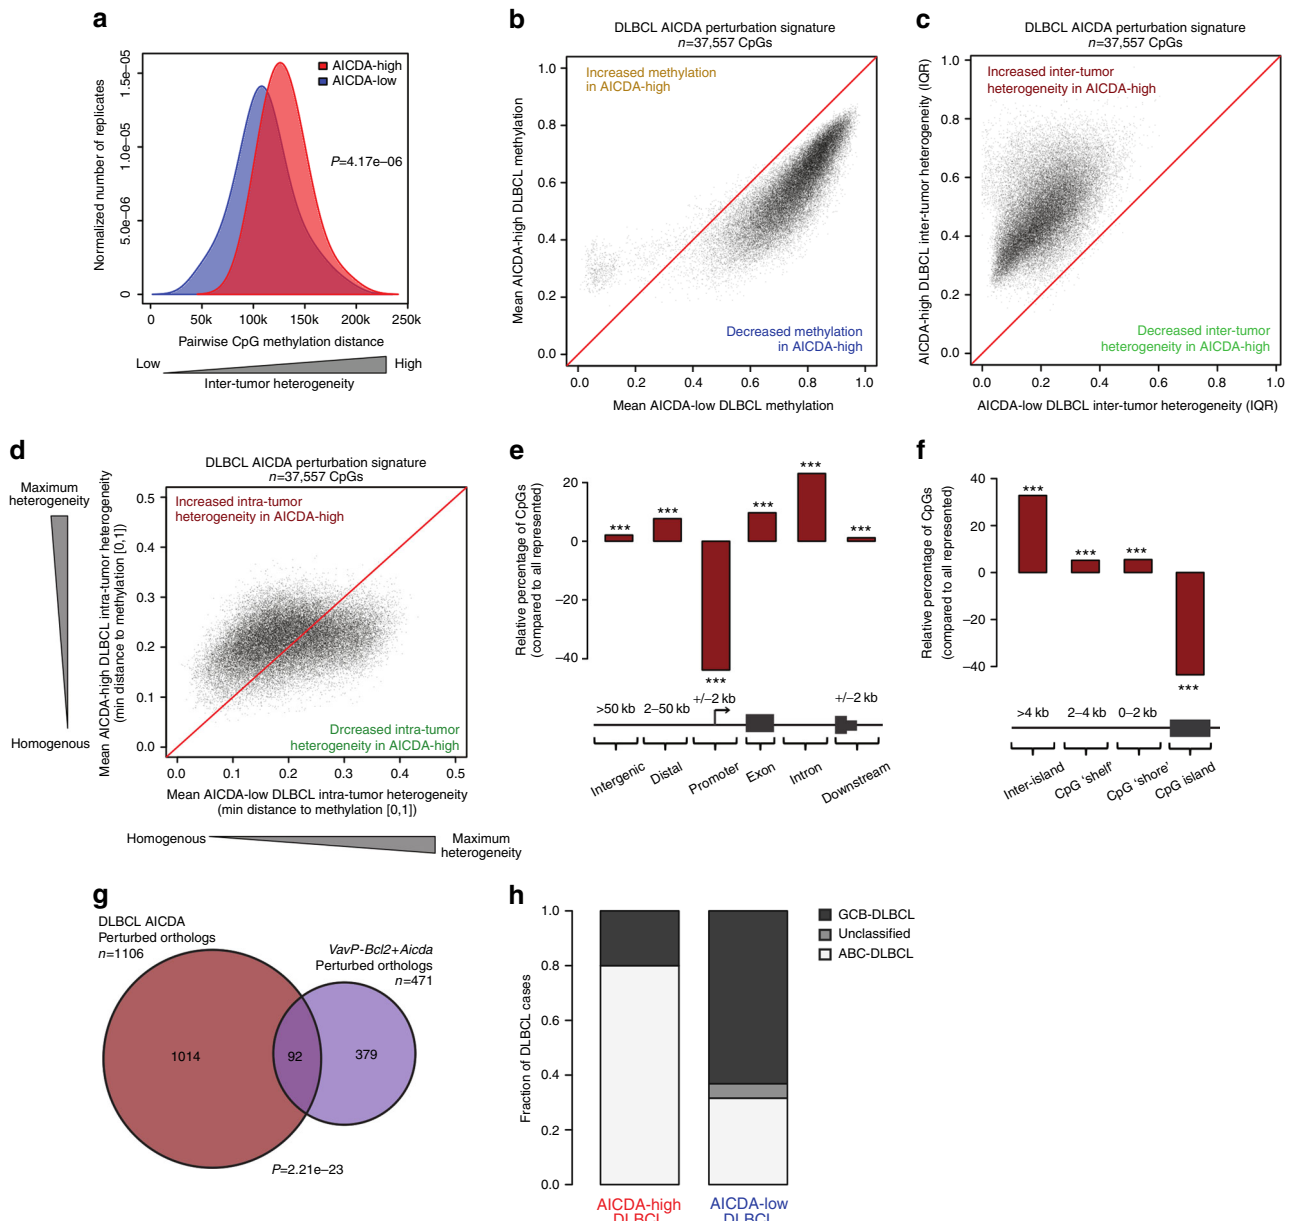 a
AICDA-high
AICDA-low
P=4.17e–06
Normalized number of replicates
1.5e–05
1.0e–05
5.0e–06
0
0 50k 100k 150k 200k 250k
Pairwise CpG methylation distance
Low High
Inter-tumor heterogeneity
b
DLBCL AICDA perturbation signature
n=37,557 CpGs
Increased methylation
in AICDA-high
Decreased methylation
in AICDA-high
Mean AICDA-high DLBCL methylation
1.0
0.8
0.6
0.4
0.2
0.0
0.0 0.2 0.4 0.6 0.8 1.0
Mean AICDA-low DLBCL methylation
c
DLBCL AICDA perturbation signature
n=37,557 CpGs
Increased inter-tumor
heterogeneity in AICDA-high
Decreased inter-tumor
heterogeneity in AICDA-high
AICDA-high DLBCL inter-tumor heterogeneity (IQR)
1.0
0.8
0.6
0.4
0.2
0.0
0.0 0.2 0.4 0.6 0.8 1.0
AICDA-low DLBCL inter-tumor heterogeneity (IQR)
d
Maximum
heterogeneity
Homogenous
DLBCL AICDA perturbation signature
n=37,557 CpGs
Increased intra-tumor
heterogeneity in AICDA-high
Drcreased intra-tumor
heterogeneity in AICDA-high
Mean AICDA-high DLBCL intra-tumor heterogeneity
(min distance to methylation [0,1])
0.5
0.4
0.3
0.2
0.1
0.0
0.0 0.1 0.2 0.3 0.4 0.5
Mean AICDA-low DLBCL intra-tumor heterogeneity
(min distance to methylation [0,1])
Homogenous
Maximum
heterogeneity
e
Relative percentage of CpGs
(compared to all represented)
20
0
–20
–40
*** *** *** *** *** ***
>50 kb 2–50 kb +/–2 kb +/–2 kb
Intergenic Distal Promoter Exon Intron Downstream
f
Relative percentage of CpGs
(compared to all represented)
40
20
0
–20
–40
*** *** *** ***
>4 kb 2–4 kb 0–2 kb
Inter-island CpG ‘shelf’ CpG ‘shore’ CpG island
g
DLBCL AICDA
Perturbed orthologs
n=1106
VavP-Bcl2+Aicda
Perturbed orthologs
n=471
1014 92 379
P=2.21e–23
h
Fraction of DLBCL cases
1.0
0.8
0.6
0.4
0.2
0.0
GCB-DLBCL
Unclassified
ABC-DLBCL
AICDA-high
DLBCL
AICDA-low
DLBCL